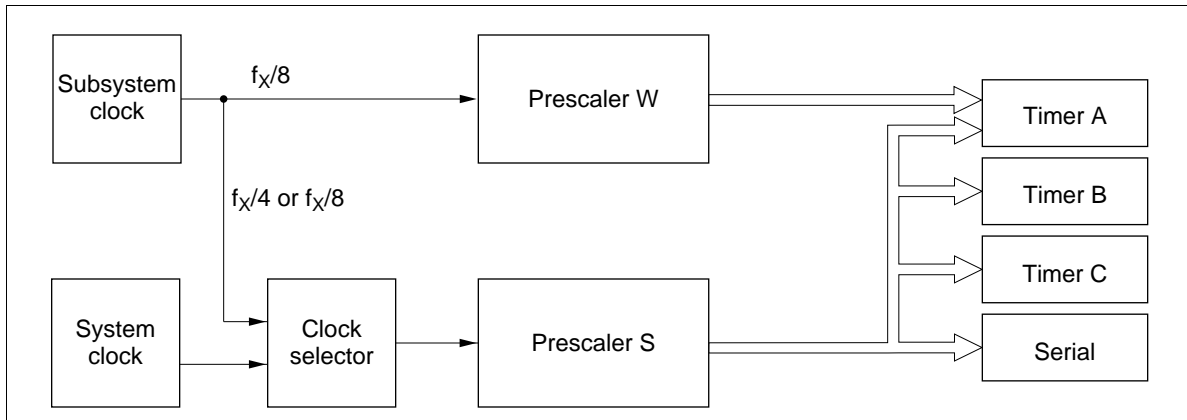 Subsystem
clock
fX/8
Prescaler W
Timer A
fX/4 or fX/8
Timer B
Timer C
System
clock
Clock
selector
Prescaler S
Serial